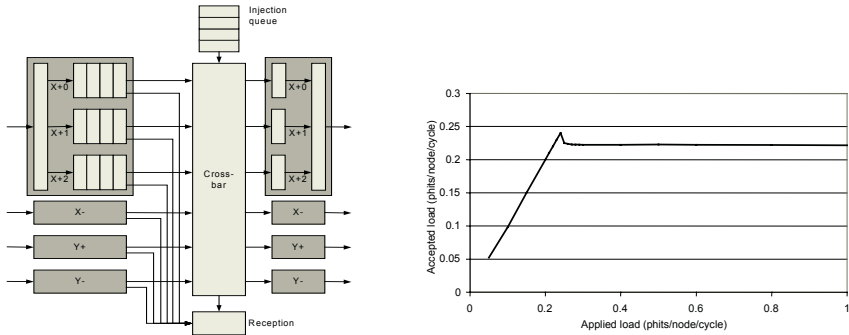 Injection
queue
X+0
X+1
X+2
Cross-
bar
X+0
X+1
X+2
X-
Y+
Y-
X-
Y+
Y-
Reception
Accepted load (phits/node/cycle)
0.3
0.25
0.2
0.15
0.1
0.05
0
0
0.2
0.4
0.6
0.8
1
Applied load (phits/node/cycle)